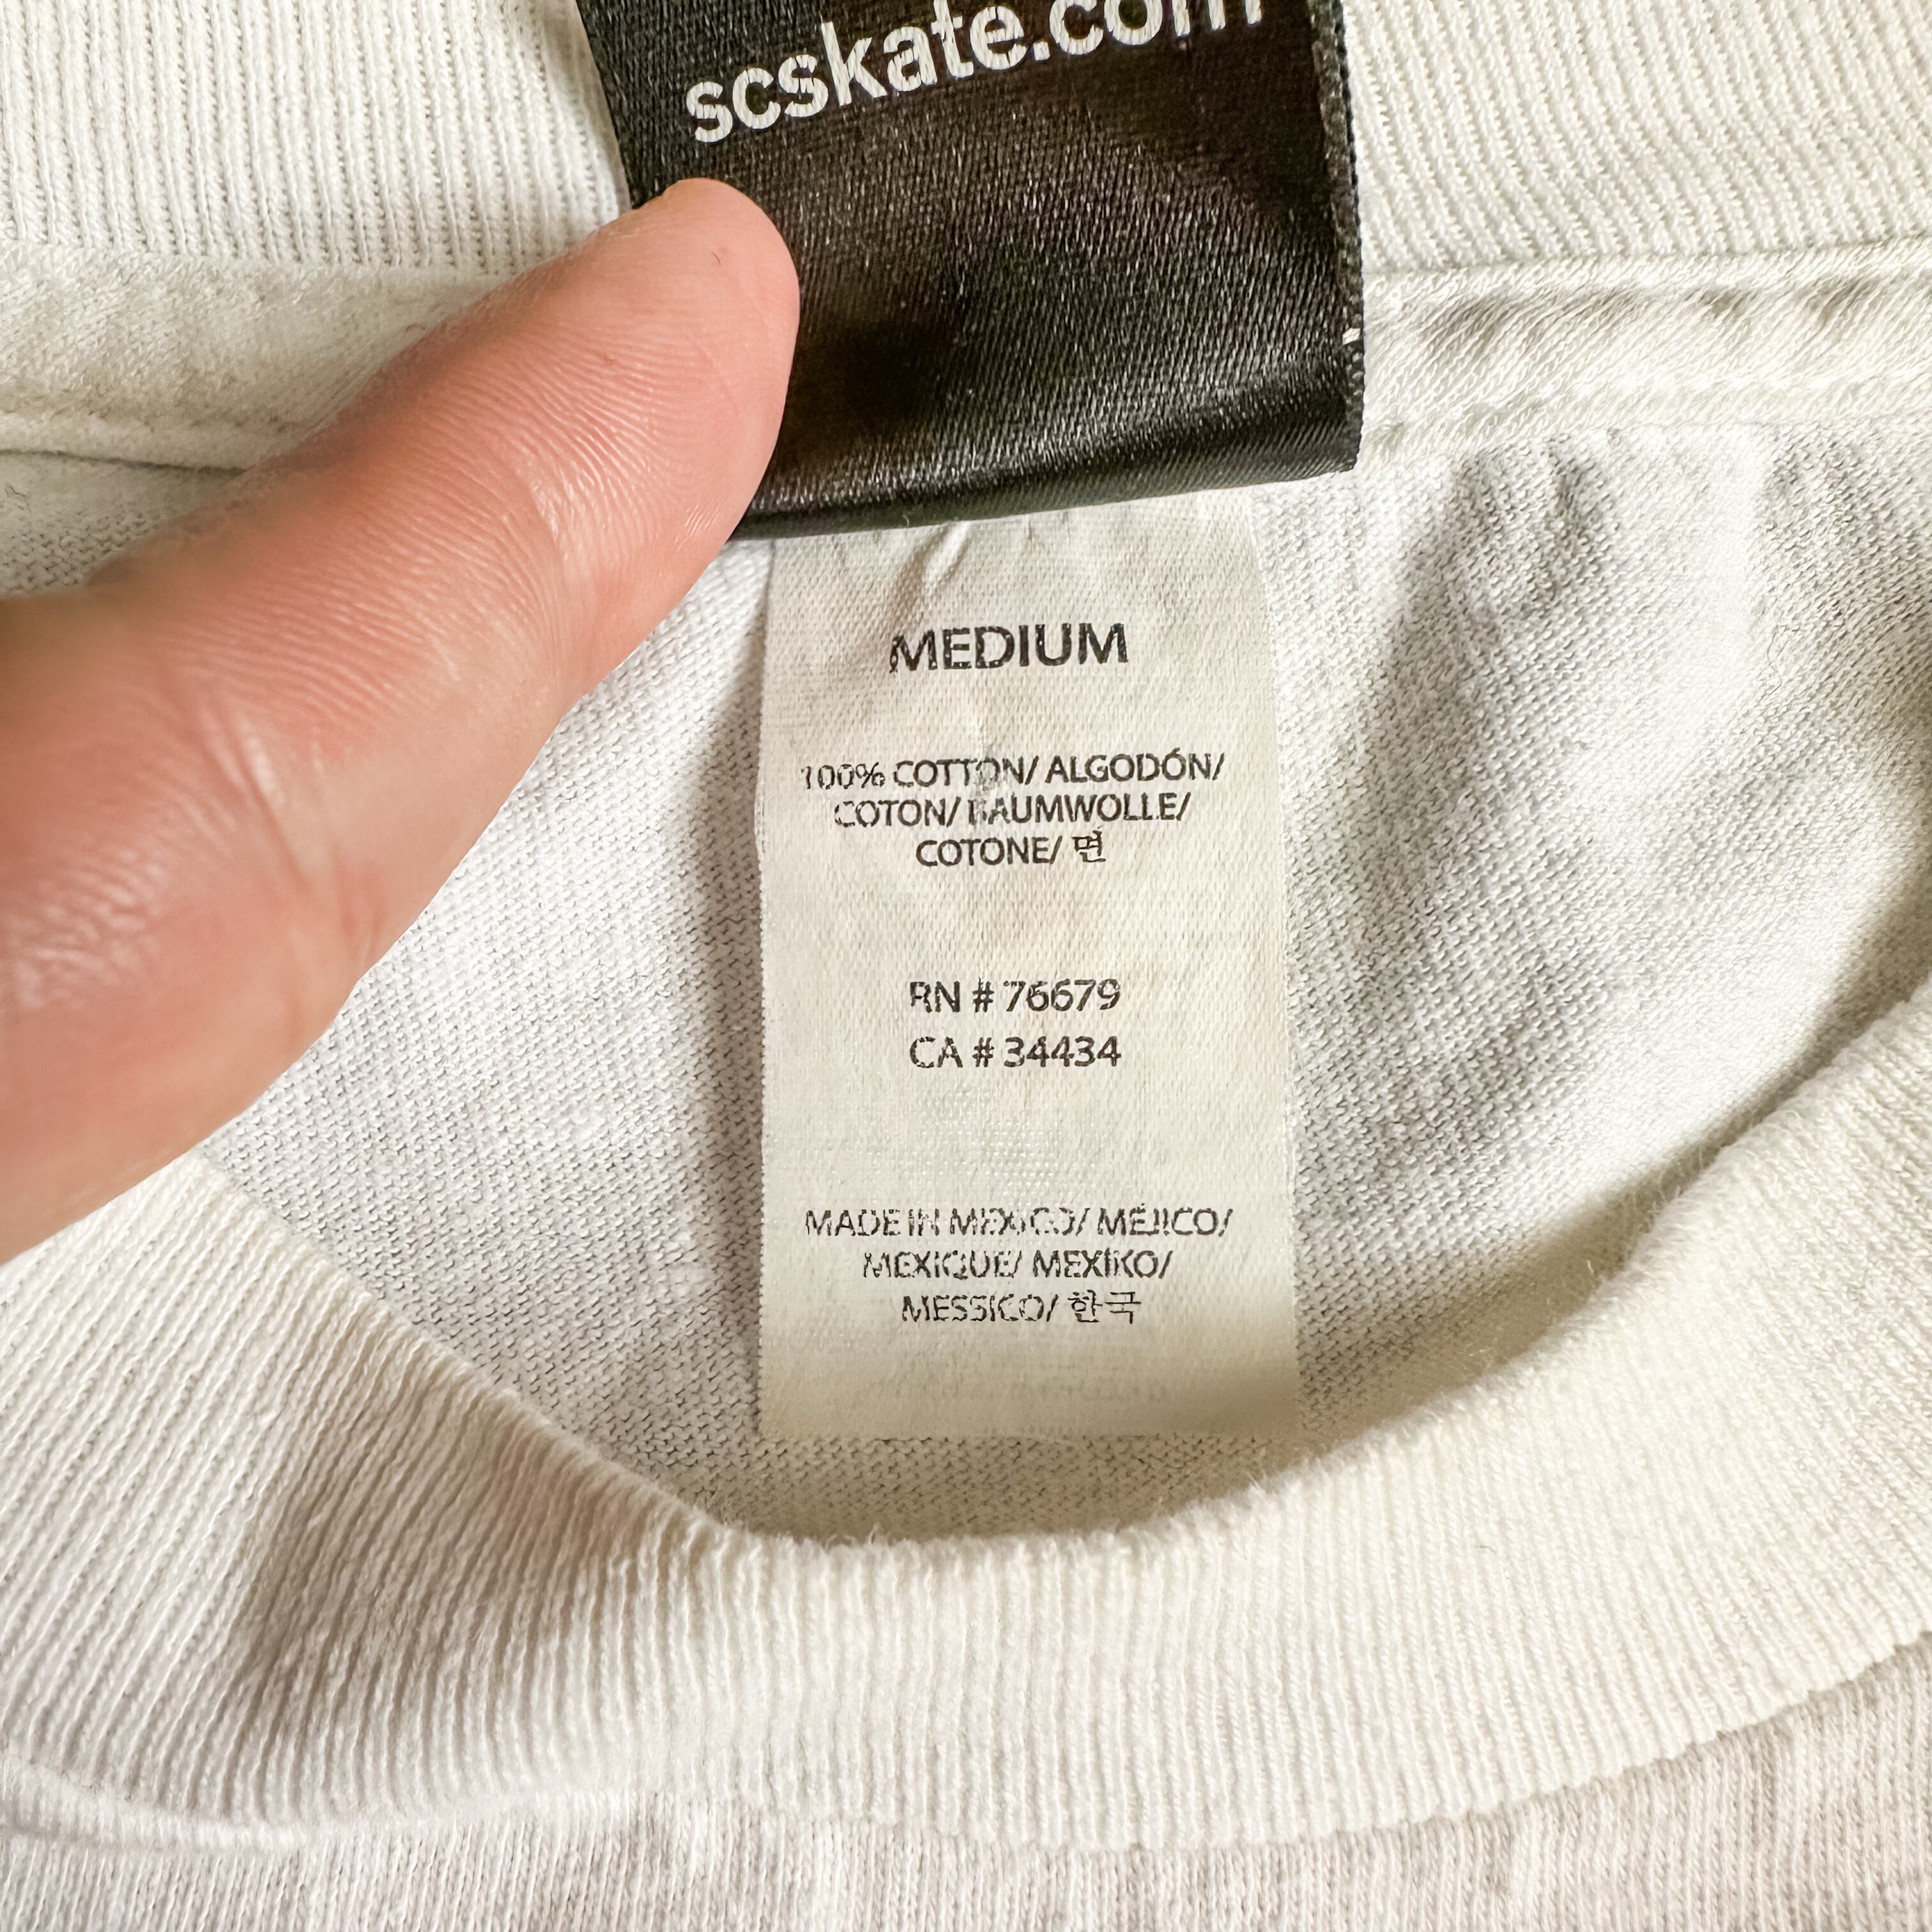 scskate.com
MEDIUM
100% COTTON/ ALGODÓN/
COTON/ BAUMWOLLE/
COTONE/ 면
RN # 76679
CA # 34434
MADE IN MEXICO/ MÉJICO/
MEXIQUE/ MEXIKO/
MESSICO/ 한국